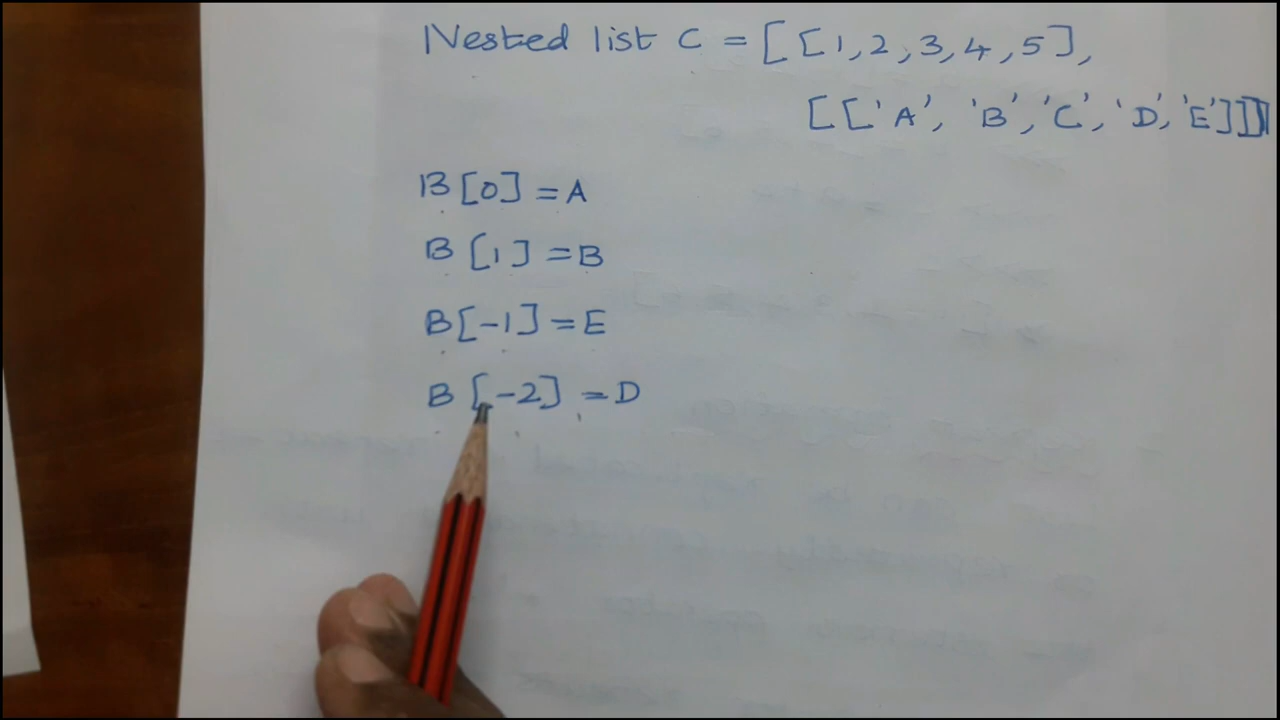 Nested list C = [[1,2,3,4,5],
[['A', 'B', 'C', 'D', 'E']]]
B[0] = A
B[1] = B
B[-1] = E
B[-2] = D